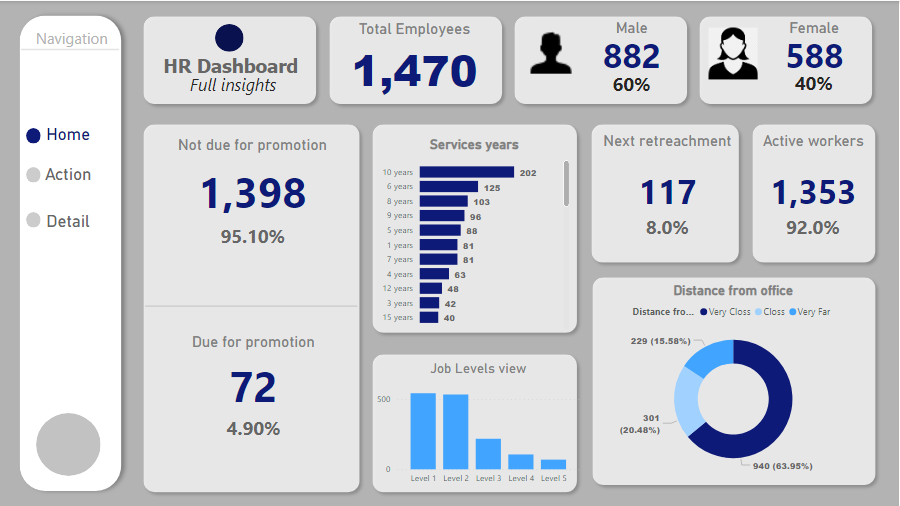 Navigation
Home
Action
Detail
HR Dashboard
Full insights
Total Employees
1,470
Male
882
60%
Female
588
40%
Not due for promotion
1,398
95.10%
Due for promotion
72
4.90%
Services years
10 years 202
6 years 125
8 years 103
9 years 96
5 years 88
1 years 81
7 years 81
4 years 63
12 years 48
3 years 42
15 years 40
Job Levels view
500
0
Level 1 Level 2 Level 3 Level 4 Level 5
Next retreachment
117
8.0%
Active workers
1,353
92.0%
Distance from office
Distance fro... Very Closs Closs Very Far
229 (15.58%)
301
(20.48%)
940 (63.95%)